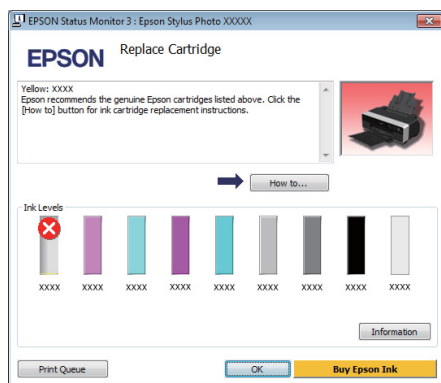 EPSON Status Monitor 3 : Epson Stylus Photo XXXXX
EPSON
Replace Cartridge
Yellow: XXXX
Epson recommends the genuine Epson cartridges listed above. Click the
[How to] button for ink cartridge replacement instructions.
How to...
Ink Levels
XXXX XXXX XXXX XXXX XXXX XXXX XXXX XXXX XXXX
Information
Print Queue OK Buy Epson Ink